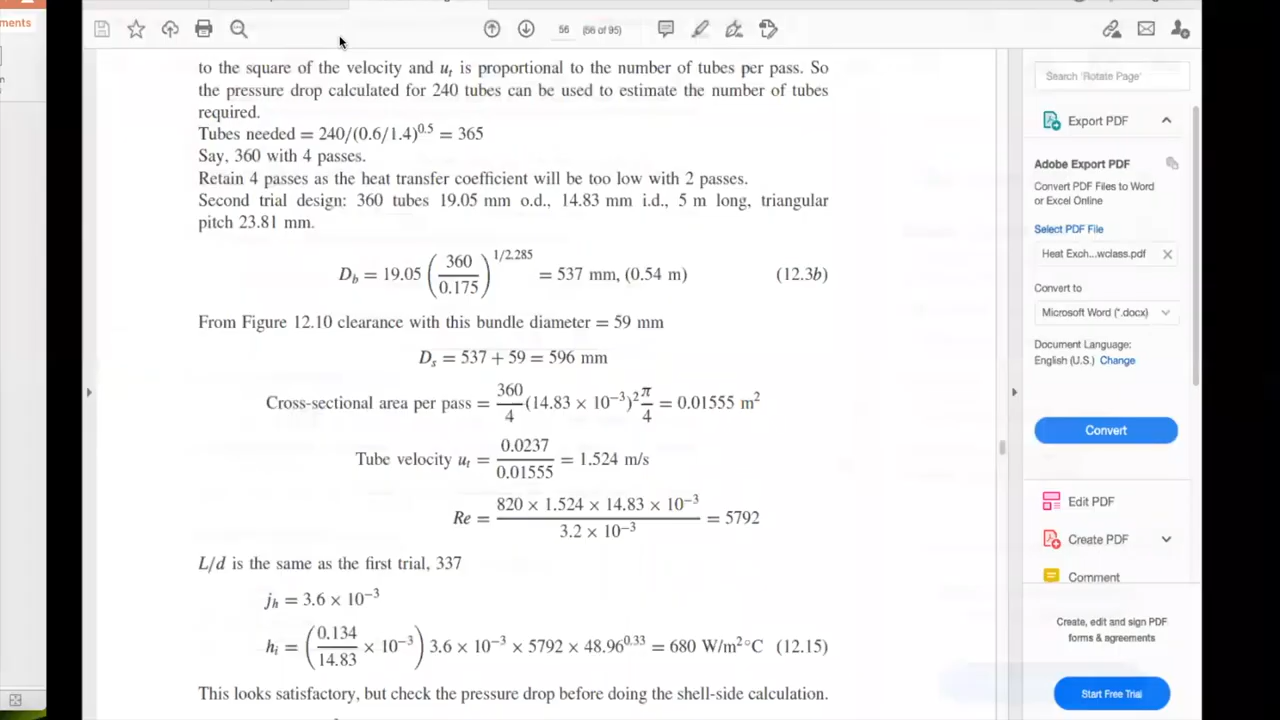 ments
56 (56 of 95)
to the square of the velocity and uₜ is proportional to the number of tubes per pass. So
the pressure drop calculated for 240 tubes can be used to estimate the number of tubes
required.
Tubes needed = 240/(0.6/1.4)^0.5 = 365
Say, 360 with 4 passes.
Retain 4 passes as the heat transfer coefficient will be too low with 2 passes.
Second trial design: 360 tubes 19.05 mm o.d., 14.83 mm i.d., 5 m long, triangular
pitch 23.81 mm.
D_b = 19.05 (360/0.175)^1/2.285 = 537 mm, (0.54 m) (12.3b)
From Figure 12.10 clearance with this bundle diameter = 59 mm
D_s = 537 + 59 = 596 mm
Cross-sectional area per pass = 360/4 (14.83 × 10⁻³)² π/4 = 0.01555 m²
Tube velocity uₜ = 0.0237/0.01555 = 1.524 m/s
Re = 820 × 1.524 × 14.83 × 10⁻³/3.2 × 10⁻³ = 5792
L/d is the same as the first trial, 337
j_h = 3.6 × 10⁻³
h_i = (0.134/14.83 × 10⁻³) 3.6 × 10⁻³ × 5792 × 48.96^0.33 = 680 W/m²°C (12.15)
This looks satisfactory, but check the pressure drop before doing the shell-side calculation.
Search 'Rotate Page'
Export PDF
Adobe Export PDF
Convert PDF Files to Word
or Excel Online
Select PDF File
Heat Exch...wclass.pdf
Convert to
Microsoft Word (*.docx)
Document Language:
English (U.S.) Change
Convert
Edit PDF
Create PDF
Comment
Create, edit and sign PDF
forms & agreements
Start Free Trial